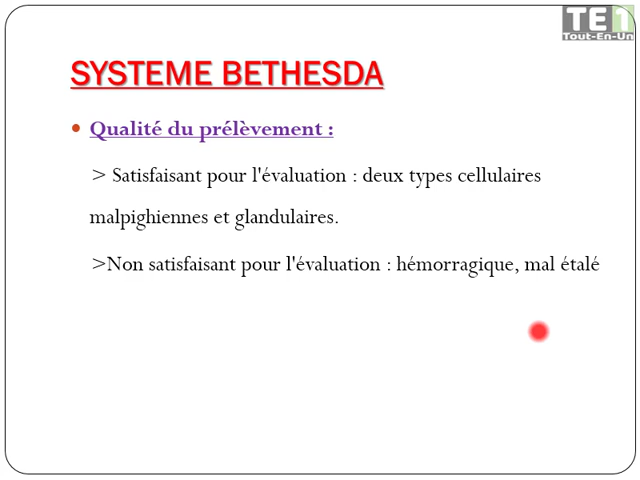 TE1
Tout-En-Un
SYSTEME BETHESDA
• Qualité du prélèvement :
> Satisfaisant pour l'évaluation : deux types cellulaires
malpighiennes et glandulaires.
>Non satisfaisant pour l'évaluation : hémorragique, mal étalé